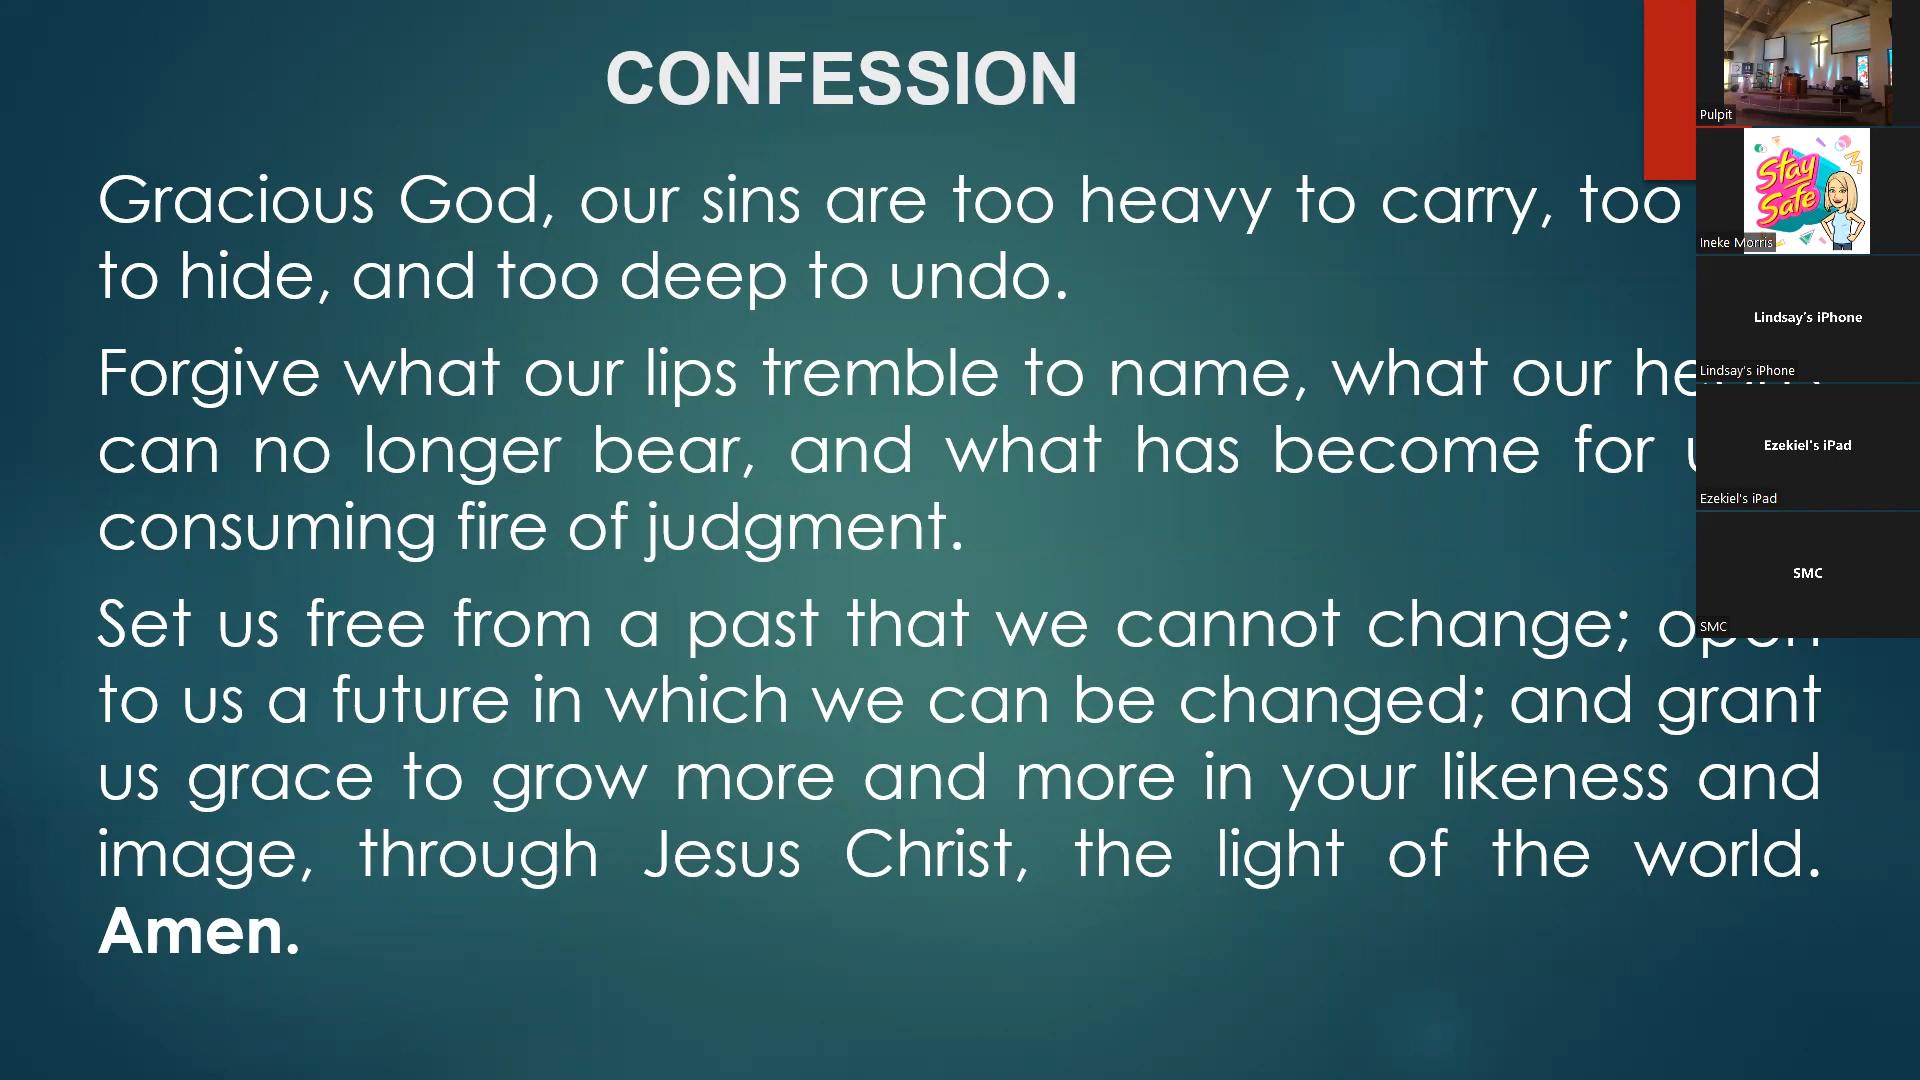 CONFESSION
Gracious God, our sins are too heavy to carry, too
to hide, and too deep to undo.
Forgive what our lips tremble to name, what our
can no longer bear, and what has become for
consuming fire of judgment.
Set us free from a past that we cannot change; open
to us a future in which we can be changed; and grant
us grace to grow more and more in your likeness and
image, through Jesus Christ, the light of the world.
Amen.
Pulpit
Stay
Safe
Ineke Morris
Lindsay's iPhone
Lindsay's iPhone
Ezekiel's iPad
Ezekiel's iPad
SMC
SMC